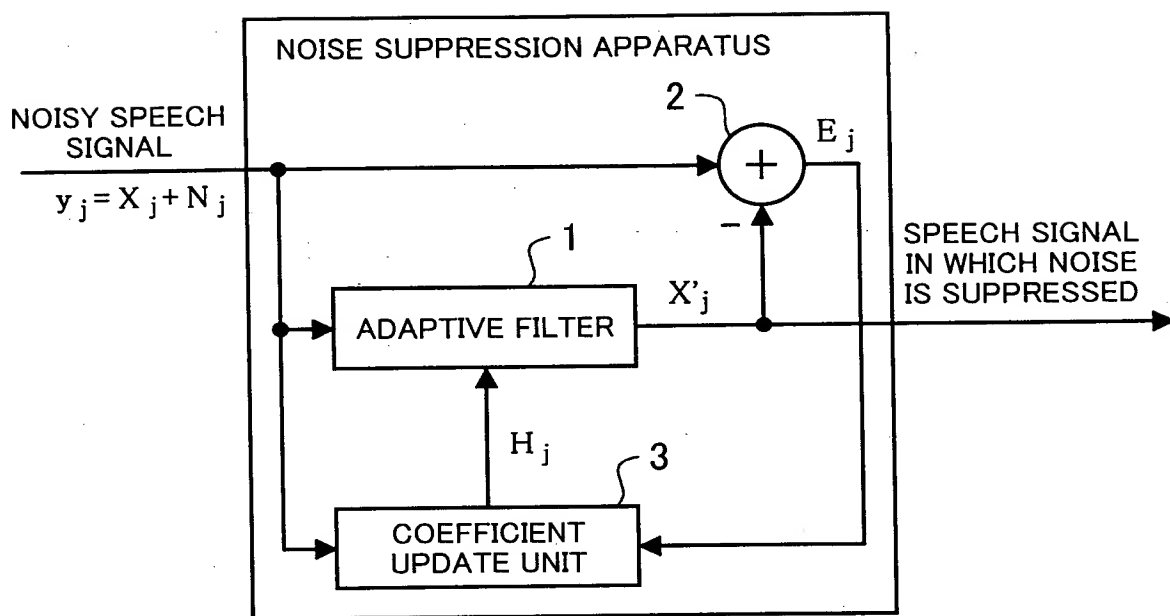 NOISE SUPPRESSION APPARATUS
2
NOISY SPEECH
SIGNAL
E j
+
y j = X j + N j
−
1
SPEECH SIGNAL
IN WHICH NOISE
IS SUPPRESSED
X' j
ADAPTIVE FILTER
H j
3
COEFFICIENT
UPDATE UNIT